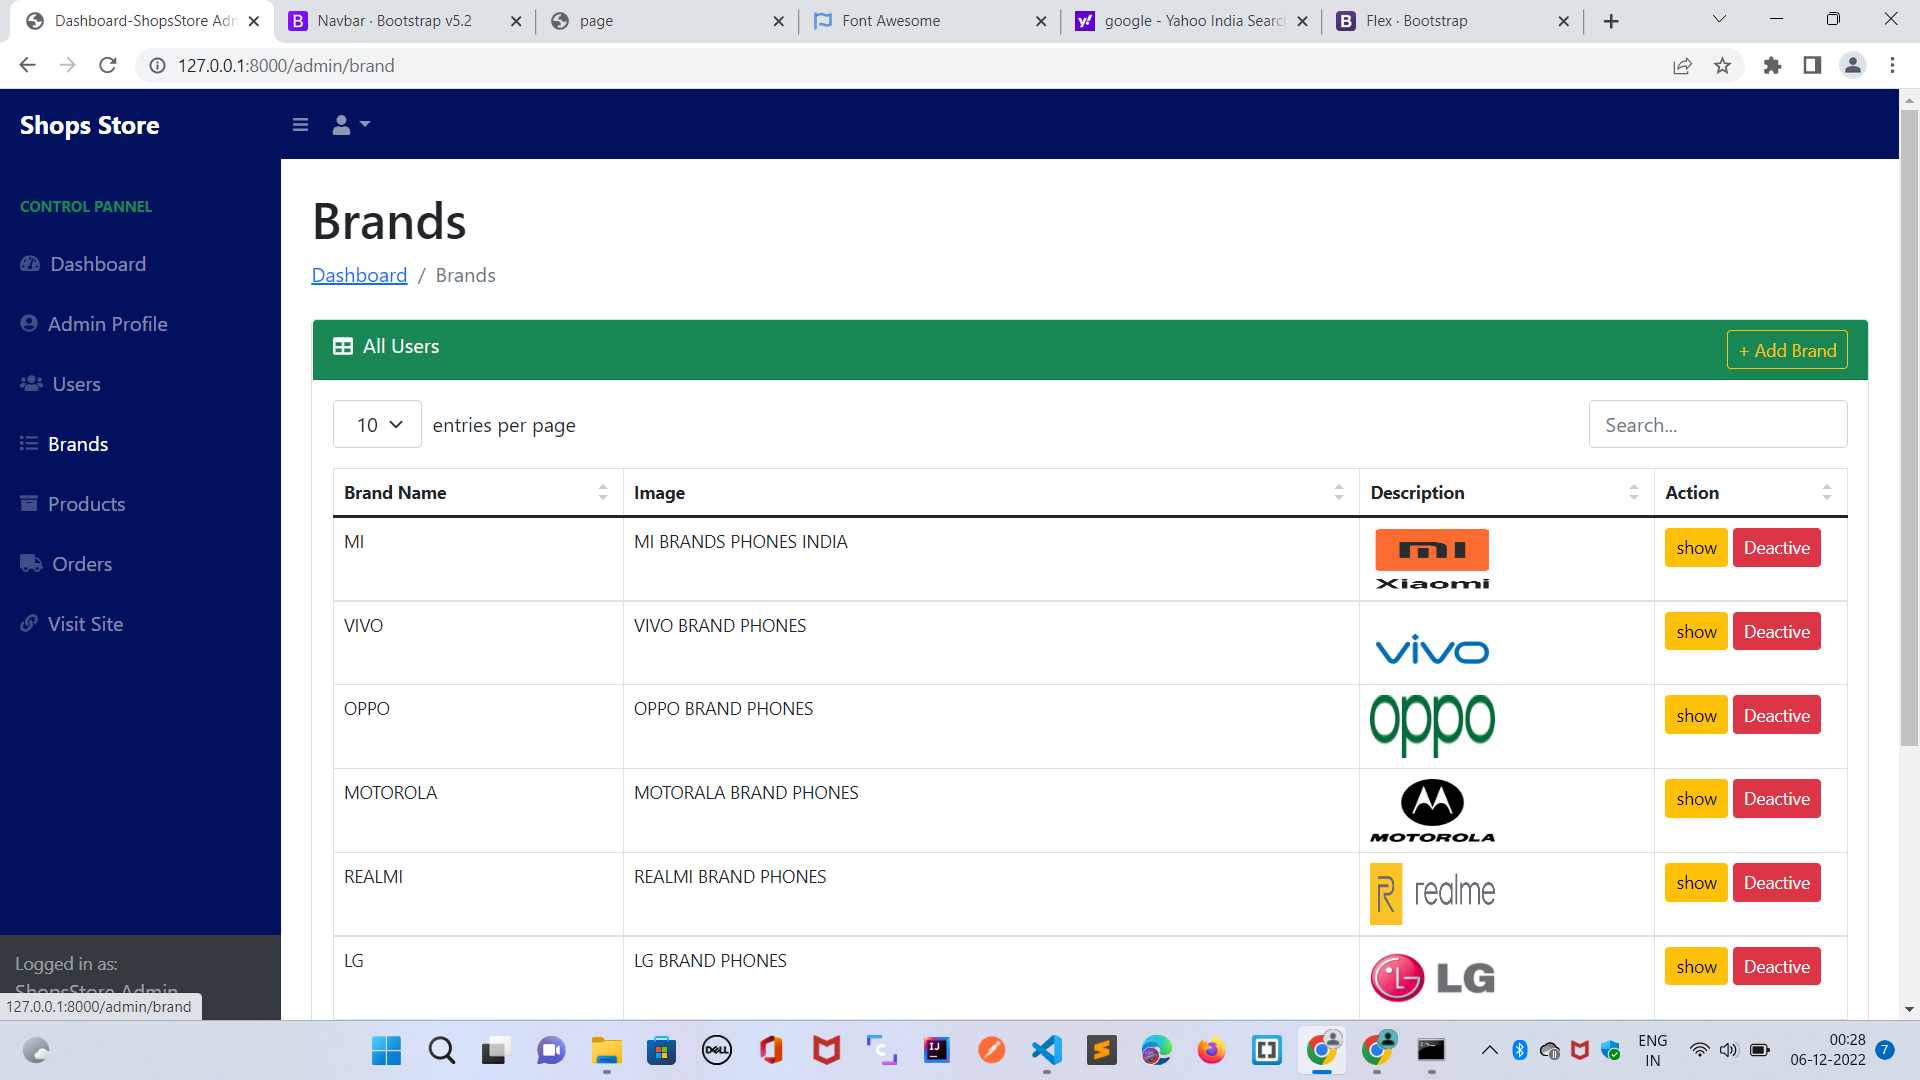 Dashboard-ShopsStore Adm
Navbar · Bootstrap v5.2
page
Font Awesome
google - Yahoo India Search
Flex · Bootstrap
127.0.0.1:8000/admin/brand
Shops Store
CONTROL PANNEL
Dashboard
Admin Profile
Users
Brands
Products
Orders
Visit Site
Logged in as:
ShopsStore Admin
127.0.0.1:8000/admin/brand
Brands
Dashboard / Brands
All Users
+ Add Brand
10 entries per page
Search...
Brand Name Image Description Action
MI MI BRANDS PHONES INDIA mi Xiaomi show Deactive
VIVO VIVO BRAND PHONES vivo show Deactive
OPPO OPPO BRAND PHONES oppo show Deactive
MOTOROLA MOTORALA BRAND PHONES MOTOROLA show Deactive
REALMI REALMI BRAND PHONES R realme show Deactive
LG LG BRAND PHONES LG show Deactive
DELL
IJ
ENG
IN
00:28
06-12-2022
7